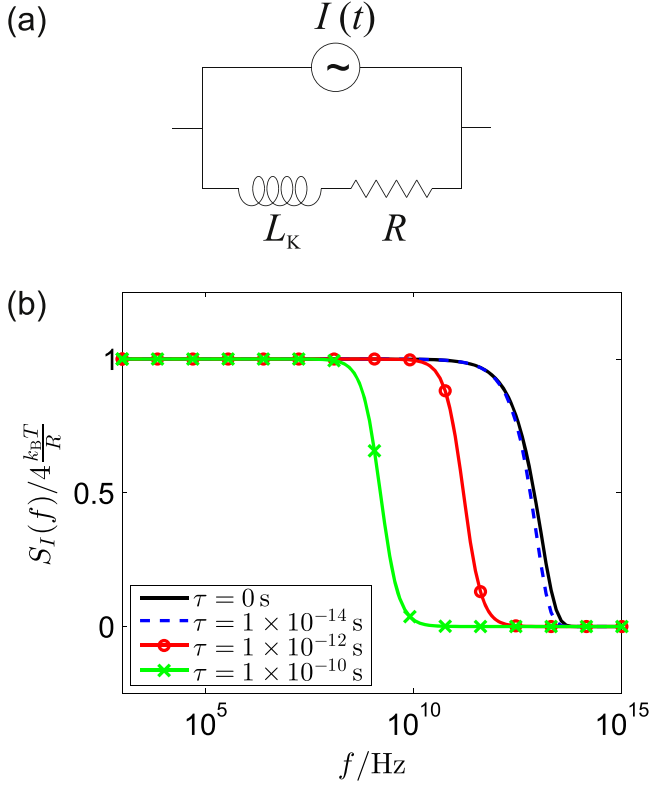 (a)
I (t)
~
L_K
R
(b)
S_I(f)/4 k_BT/R
1
0.5
0
τ = 0 s
τ = 1 × 10^{-14} s
τ = 1 × 10^{-12} s
τ = 1 × 10^{-10} s
10^5
10^{10}
10^{15}
f/Hz